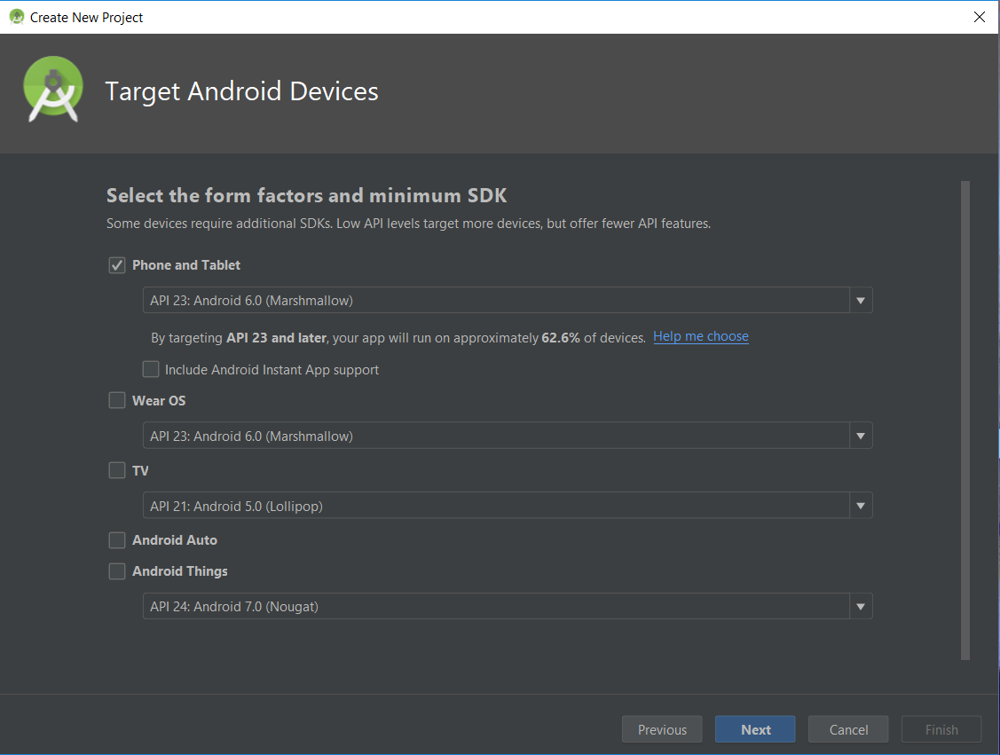 Create New Project
Target Android Devices
Select the form factors and minimum SDK
Some devices require additional SDKs. Low API levels target more devices, but offer fewer API features.
Phone and Tablet
API 23: Android 6.0 (Marshmallow)
By targeting API 23 and later, your app will run on approximately 62.6% of devices. Help me choose
Include Android Instant App support
Wear OS
API 23: Android 6.0 (Marshmallow)
TV
API 21: Android 5.0 (Lollipop)
Android Auto
Android Things
API 24: Android 7.0 (Nougat)
Previous Next Cancel Finish